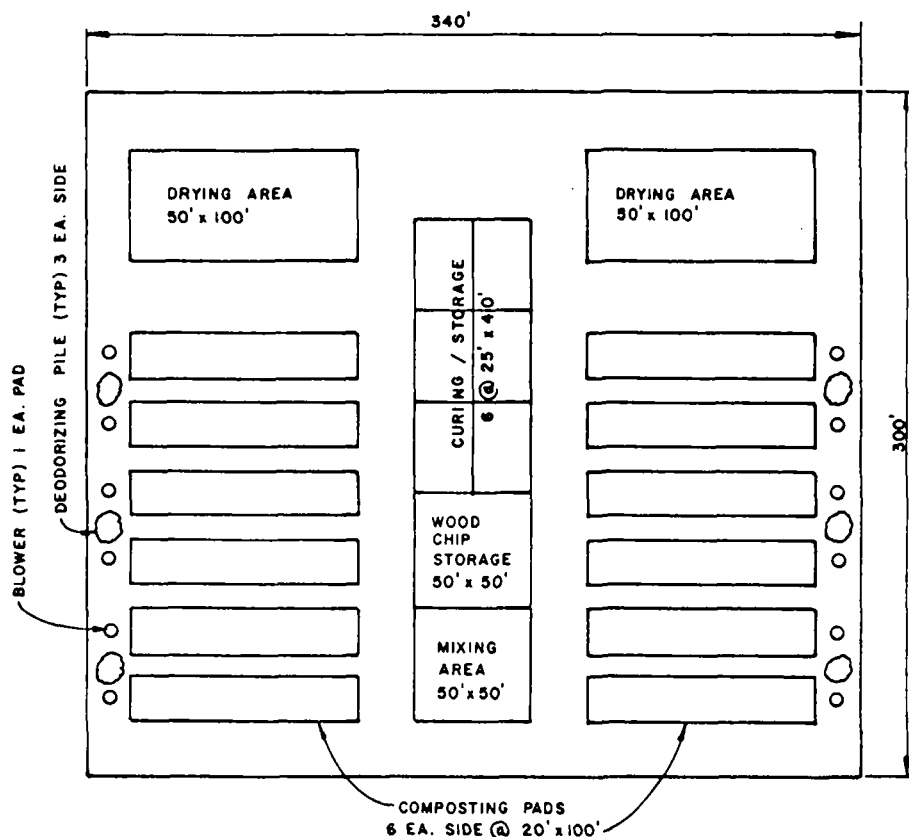 340'
DRYING AREA
50' x 100'
DRYING AREA
50' x 100'
DEODORIZING PILE (TYP) 3 EA. SIDE
BLOWER (TYP) 1 EA. PAD
CURING / STORAGE
6 @ 25' x 40'
300'
WOOD
CHIP
STORAGE
50' x 50'
MIXING
AREA
50' x 50'
COMPOSTING PADS
6 EA. SIDE @ 20' x 100'